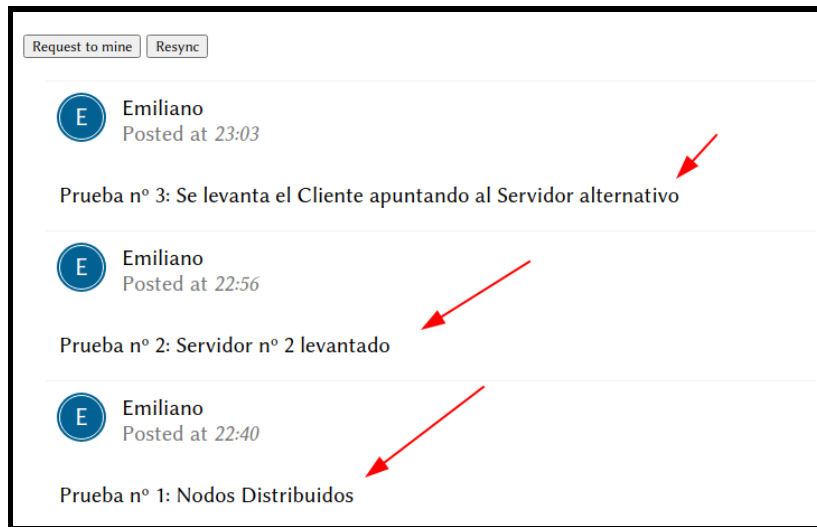 Request to mine Resync
E Emiliano
Posted at 23:03
Prueba nº 3: Se levanta el Cliente apuntando al Servidor alternativo
E Emiliano
Posted at 22:56
Prueba nº 2: Servidor nº 2 levantado
E Emiliano
Posted at 22:40
Prueba nº 1: Nodos Distribuidos